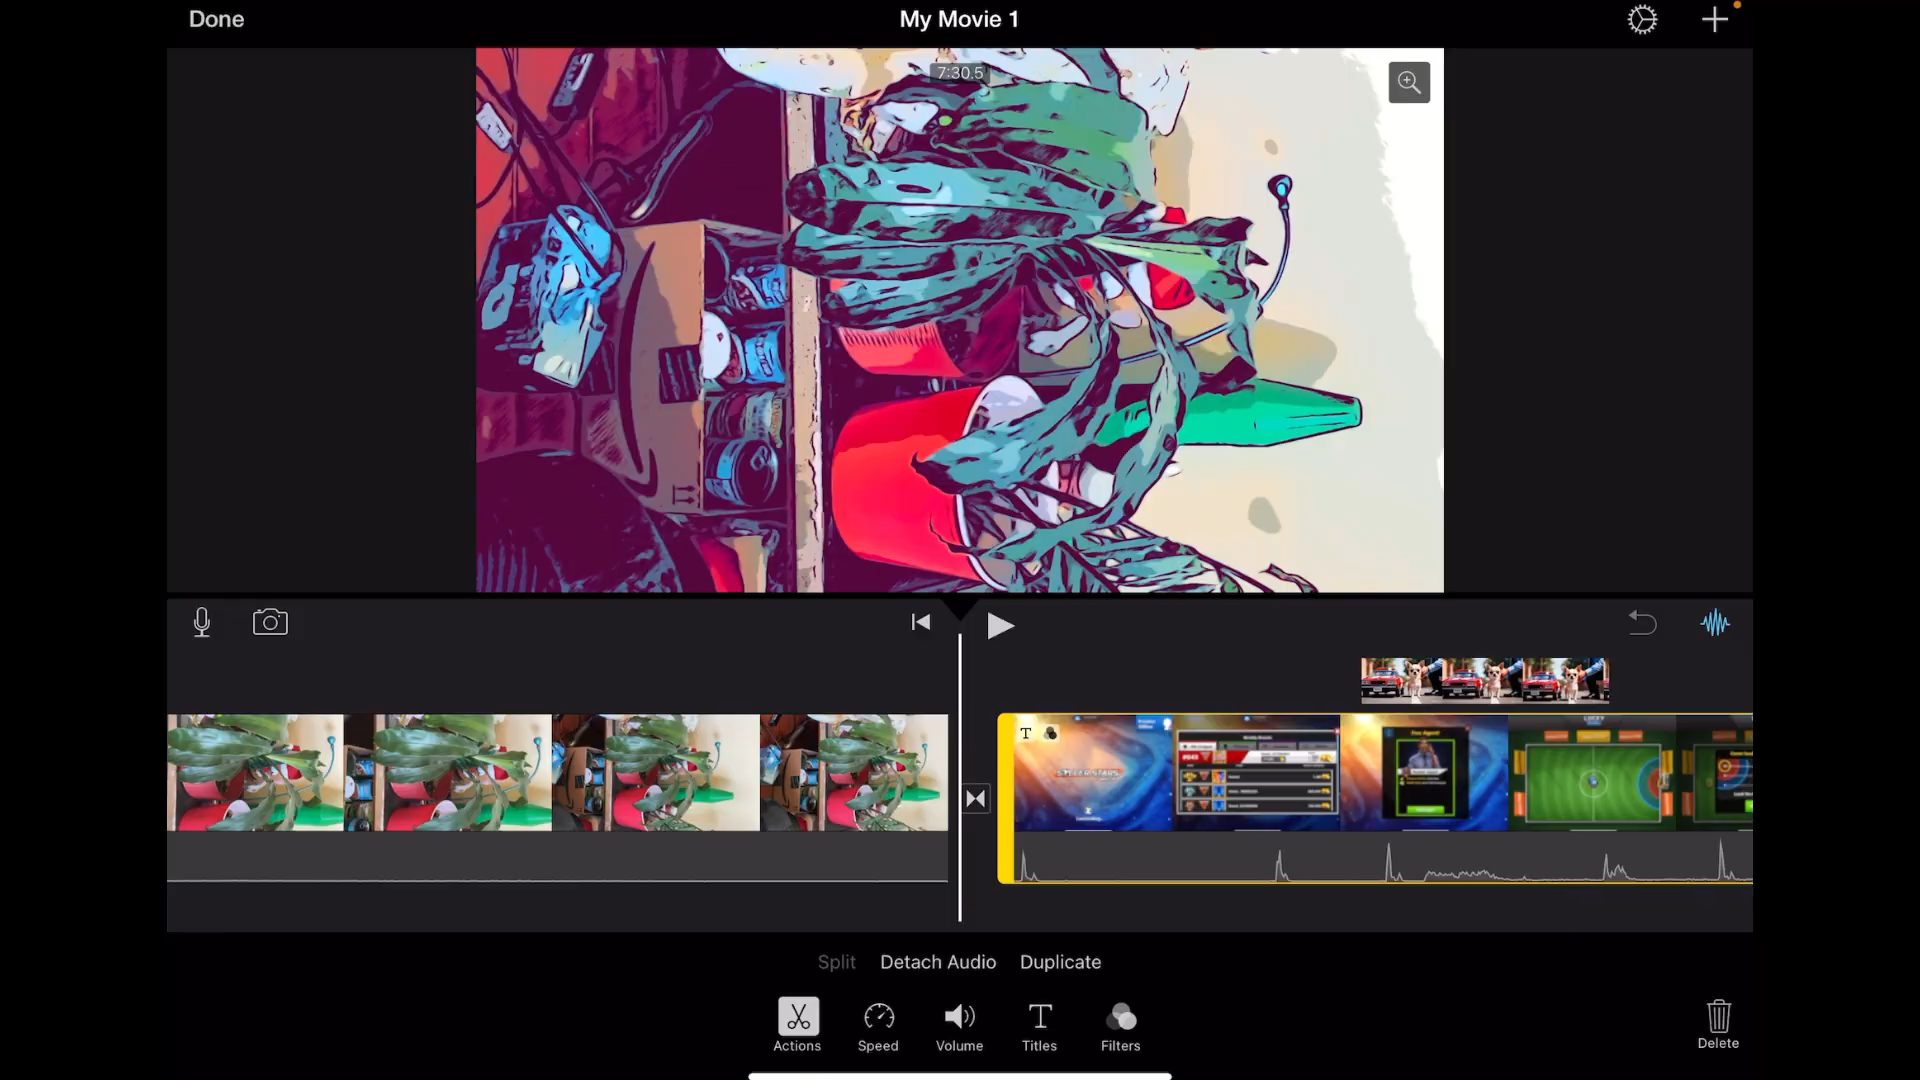 Done
My Movie 1
7:30.5
T
Split
Detach Audio
Duplicate
Actions
Speed
Volume
Titles
Filters
Delete